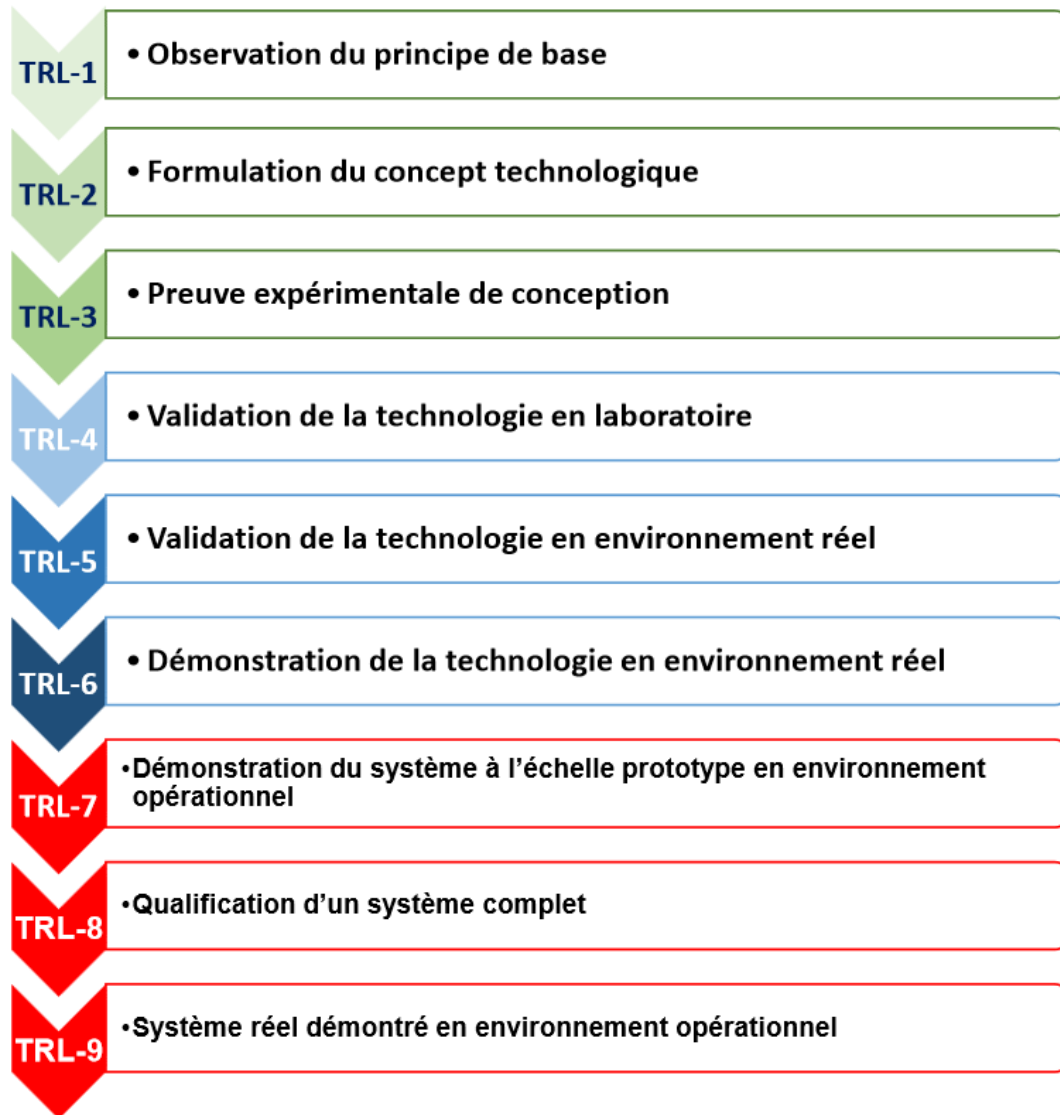 TRL-1
• Observation du principe de base
TRL-2
• Formulation du concept technologique
TRL-3
• Preuve expérimentale de conception
TRL-4
• Validation de la technologie en laboratoire
TRL-5
• Validation de la technologie en environnement réel
TRL-6
• Démonstration de la technologie en environnement réel
TRL-7
•Démonstration du système à l’échelle prototype en environnement
opérationnel
TRL-8
•Qualification d’un système complet
TRL-9
•Système réel démontré en environnement opérationnel